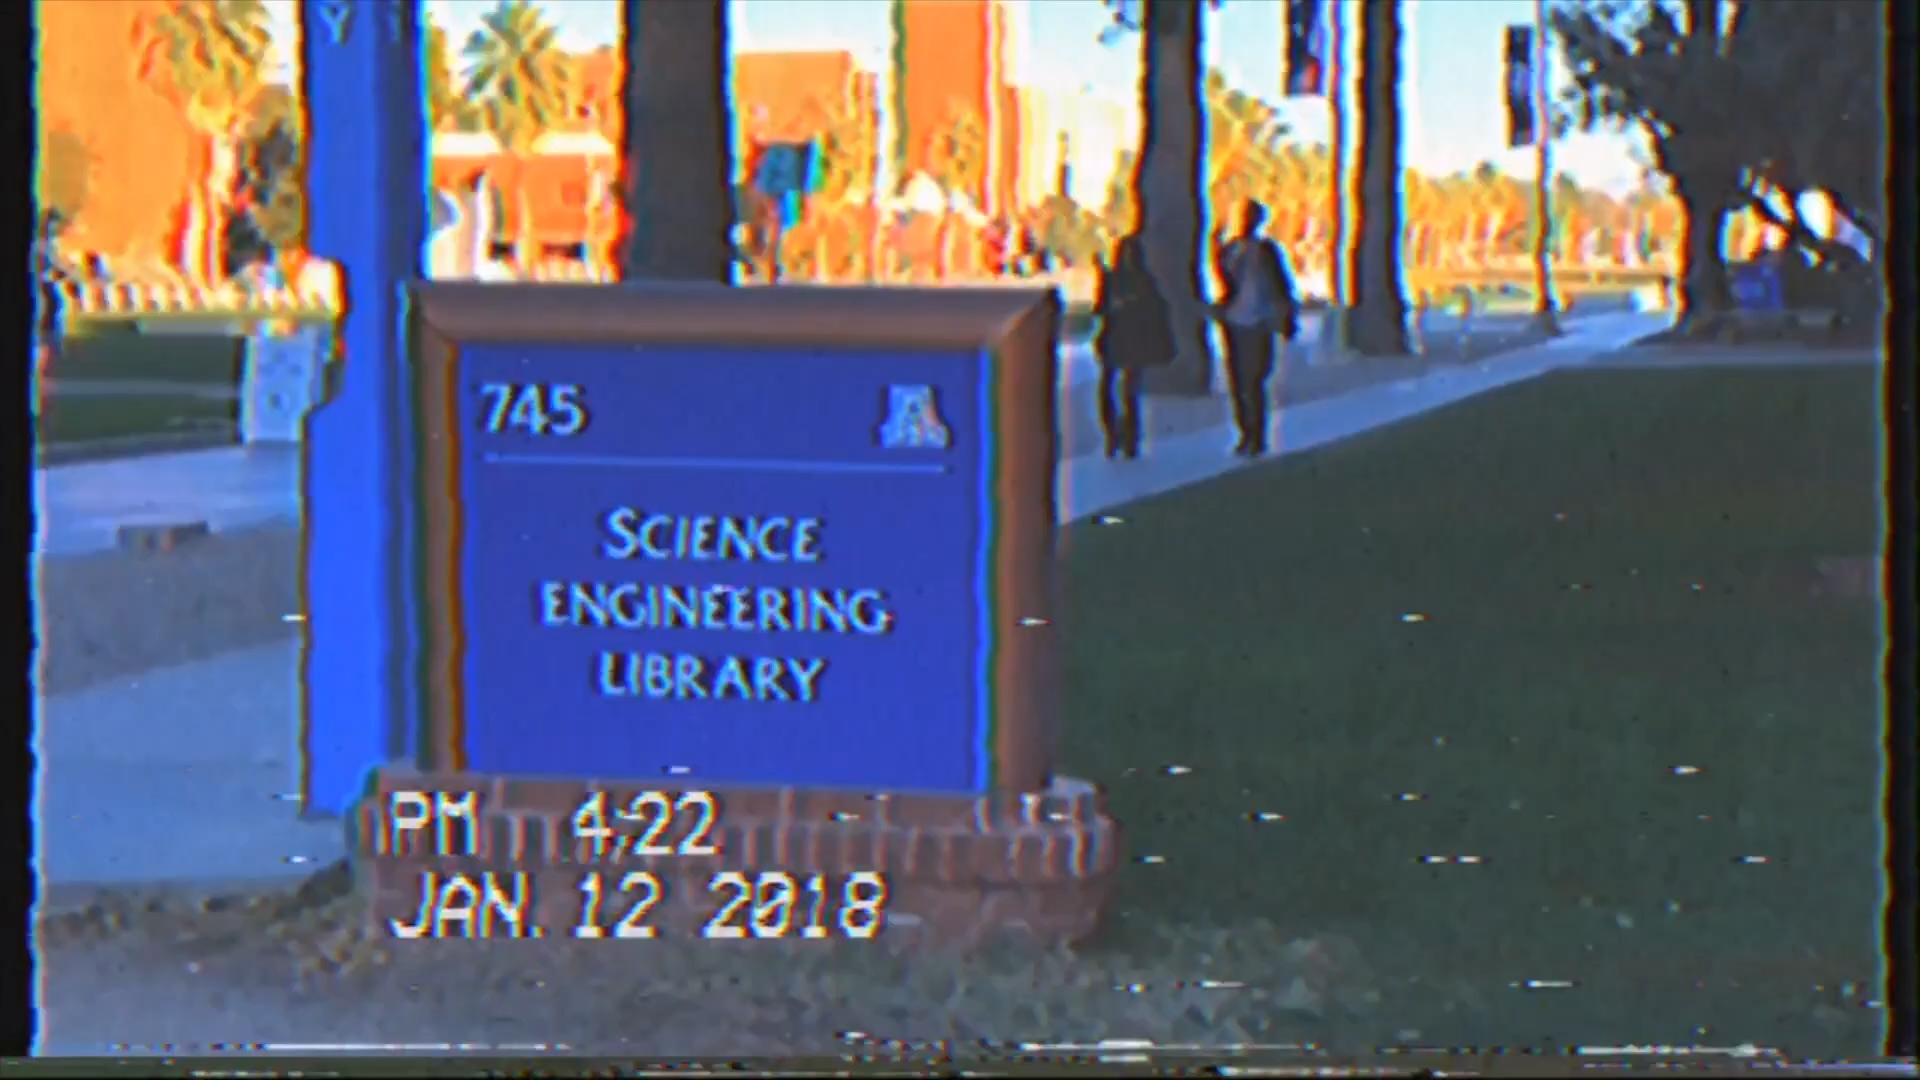 Y
745 A
SCIENCE
ENGINEERING
LIBRARY
PM 4:22
JAN. 12 2018